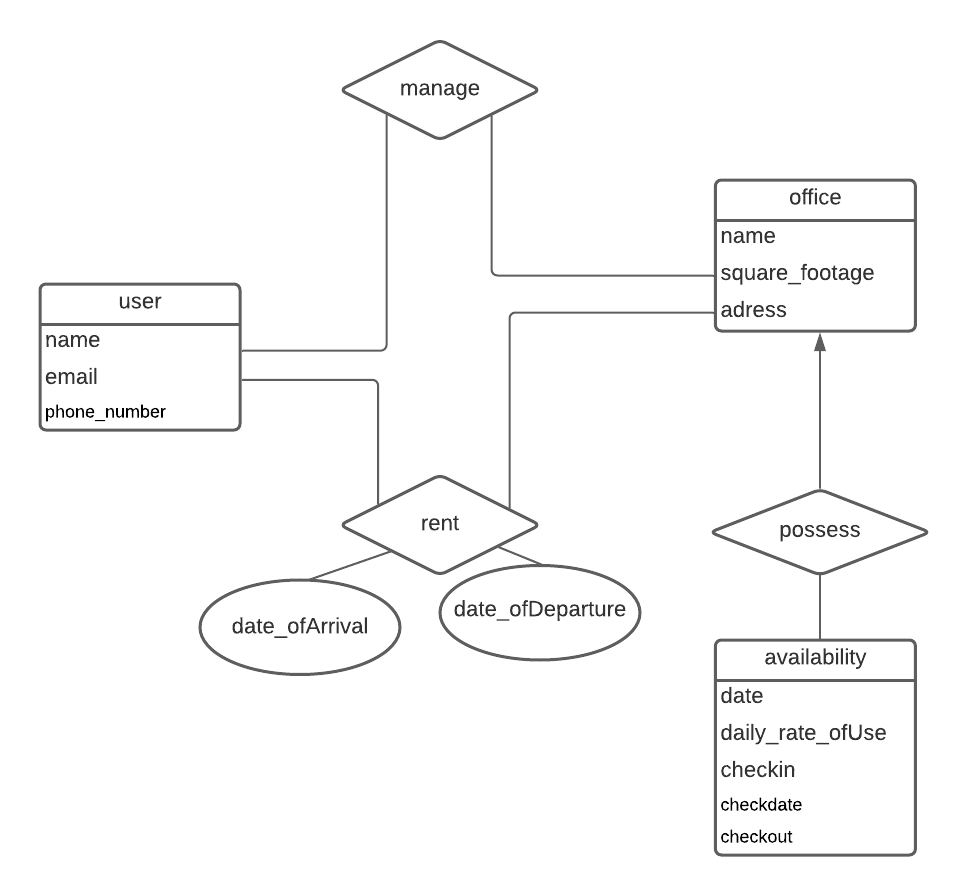 manage
office
name
square_footage
adress
user
name
email
phone_number
rent
date_ofArrival
date_ofDeparture
possess
availability
date
daily_rate_ofUse
checkin
checkdate
checkout